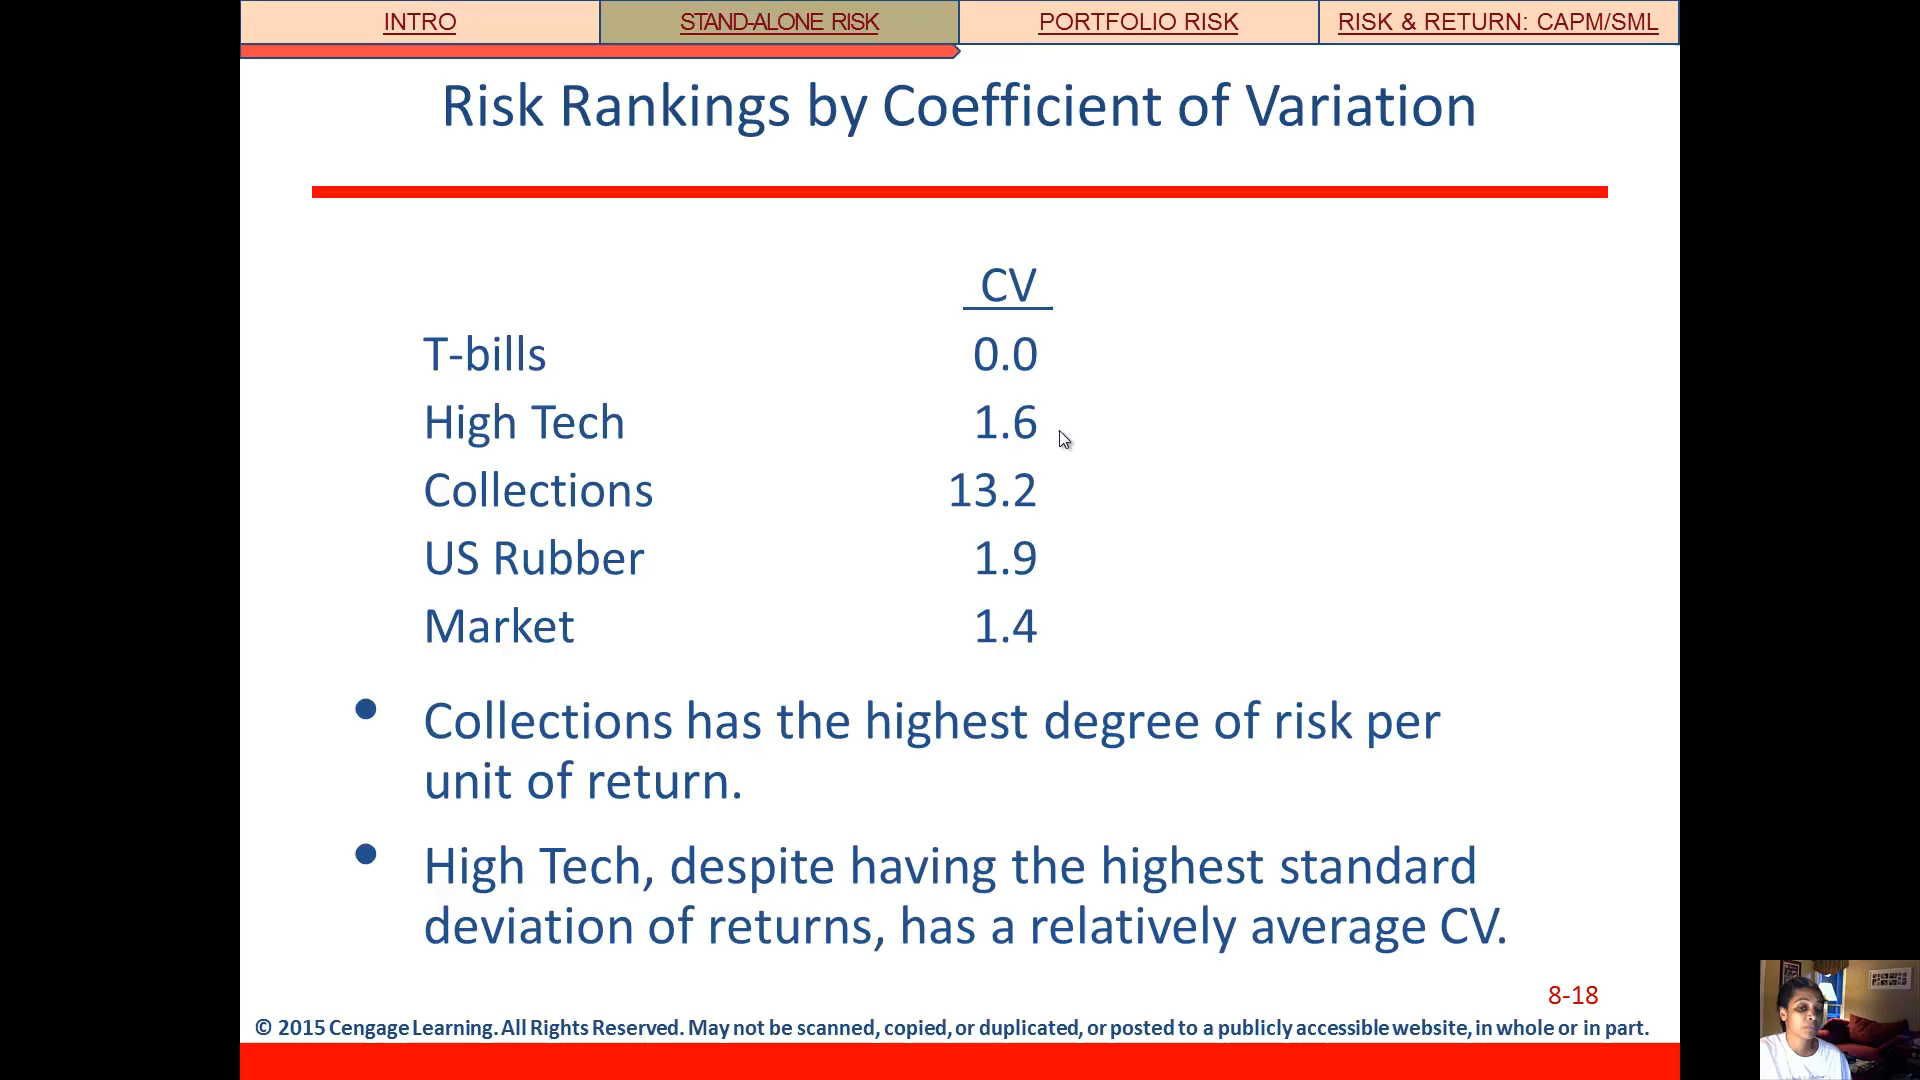 INTRO
STAND-ALONE RISK
PORTFOLIO RISK
RISK & RETURN: CAPM/SML
Risk Rankings by Coefficient of Variation
CV
T-bills 0.0
High Tech 1.6
Collections 13.2
US Rubber 1.9
Market 1.4
• Collections has the highest degree of risk per
unit of return.
• High Tech, despite having the highest standard
deviation of returns, has a relatively average CV.
8-18
© 2015 Cengage Learning. All Rights Reserved. May not be scanned, copied, or duplicated, or posted to a publicly accessible website, in whole or in part.